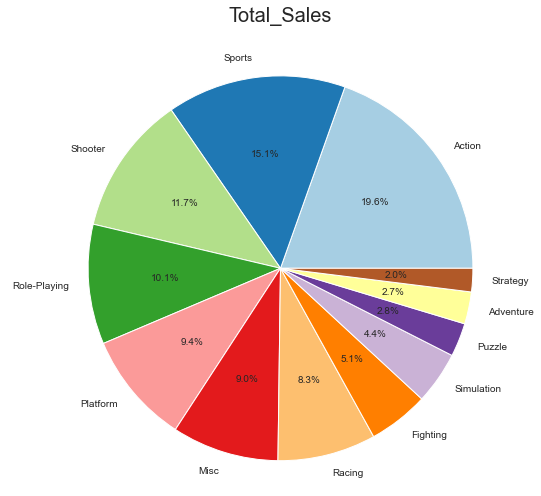 Total_Sales
Action
19.6%
Sports
15.1%
Shooter
11.7%
Role-Playing
10.1%
Platform
9.4%
Misc
9.0%
Racing
8.3%
Fighting
5.1%
Simulation
4.4%
Puzzle
2.8%
Adventure
2.7%
Strategy
2.0%